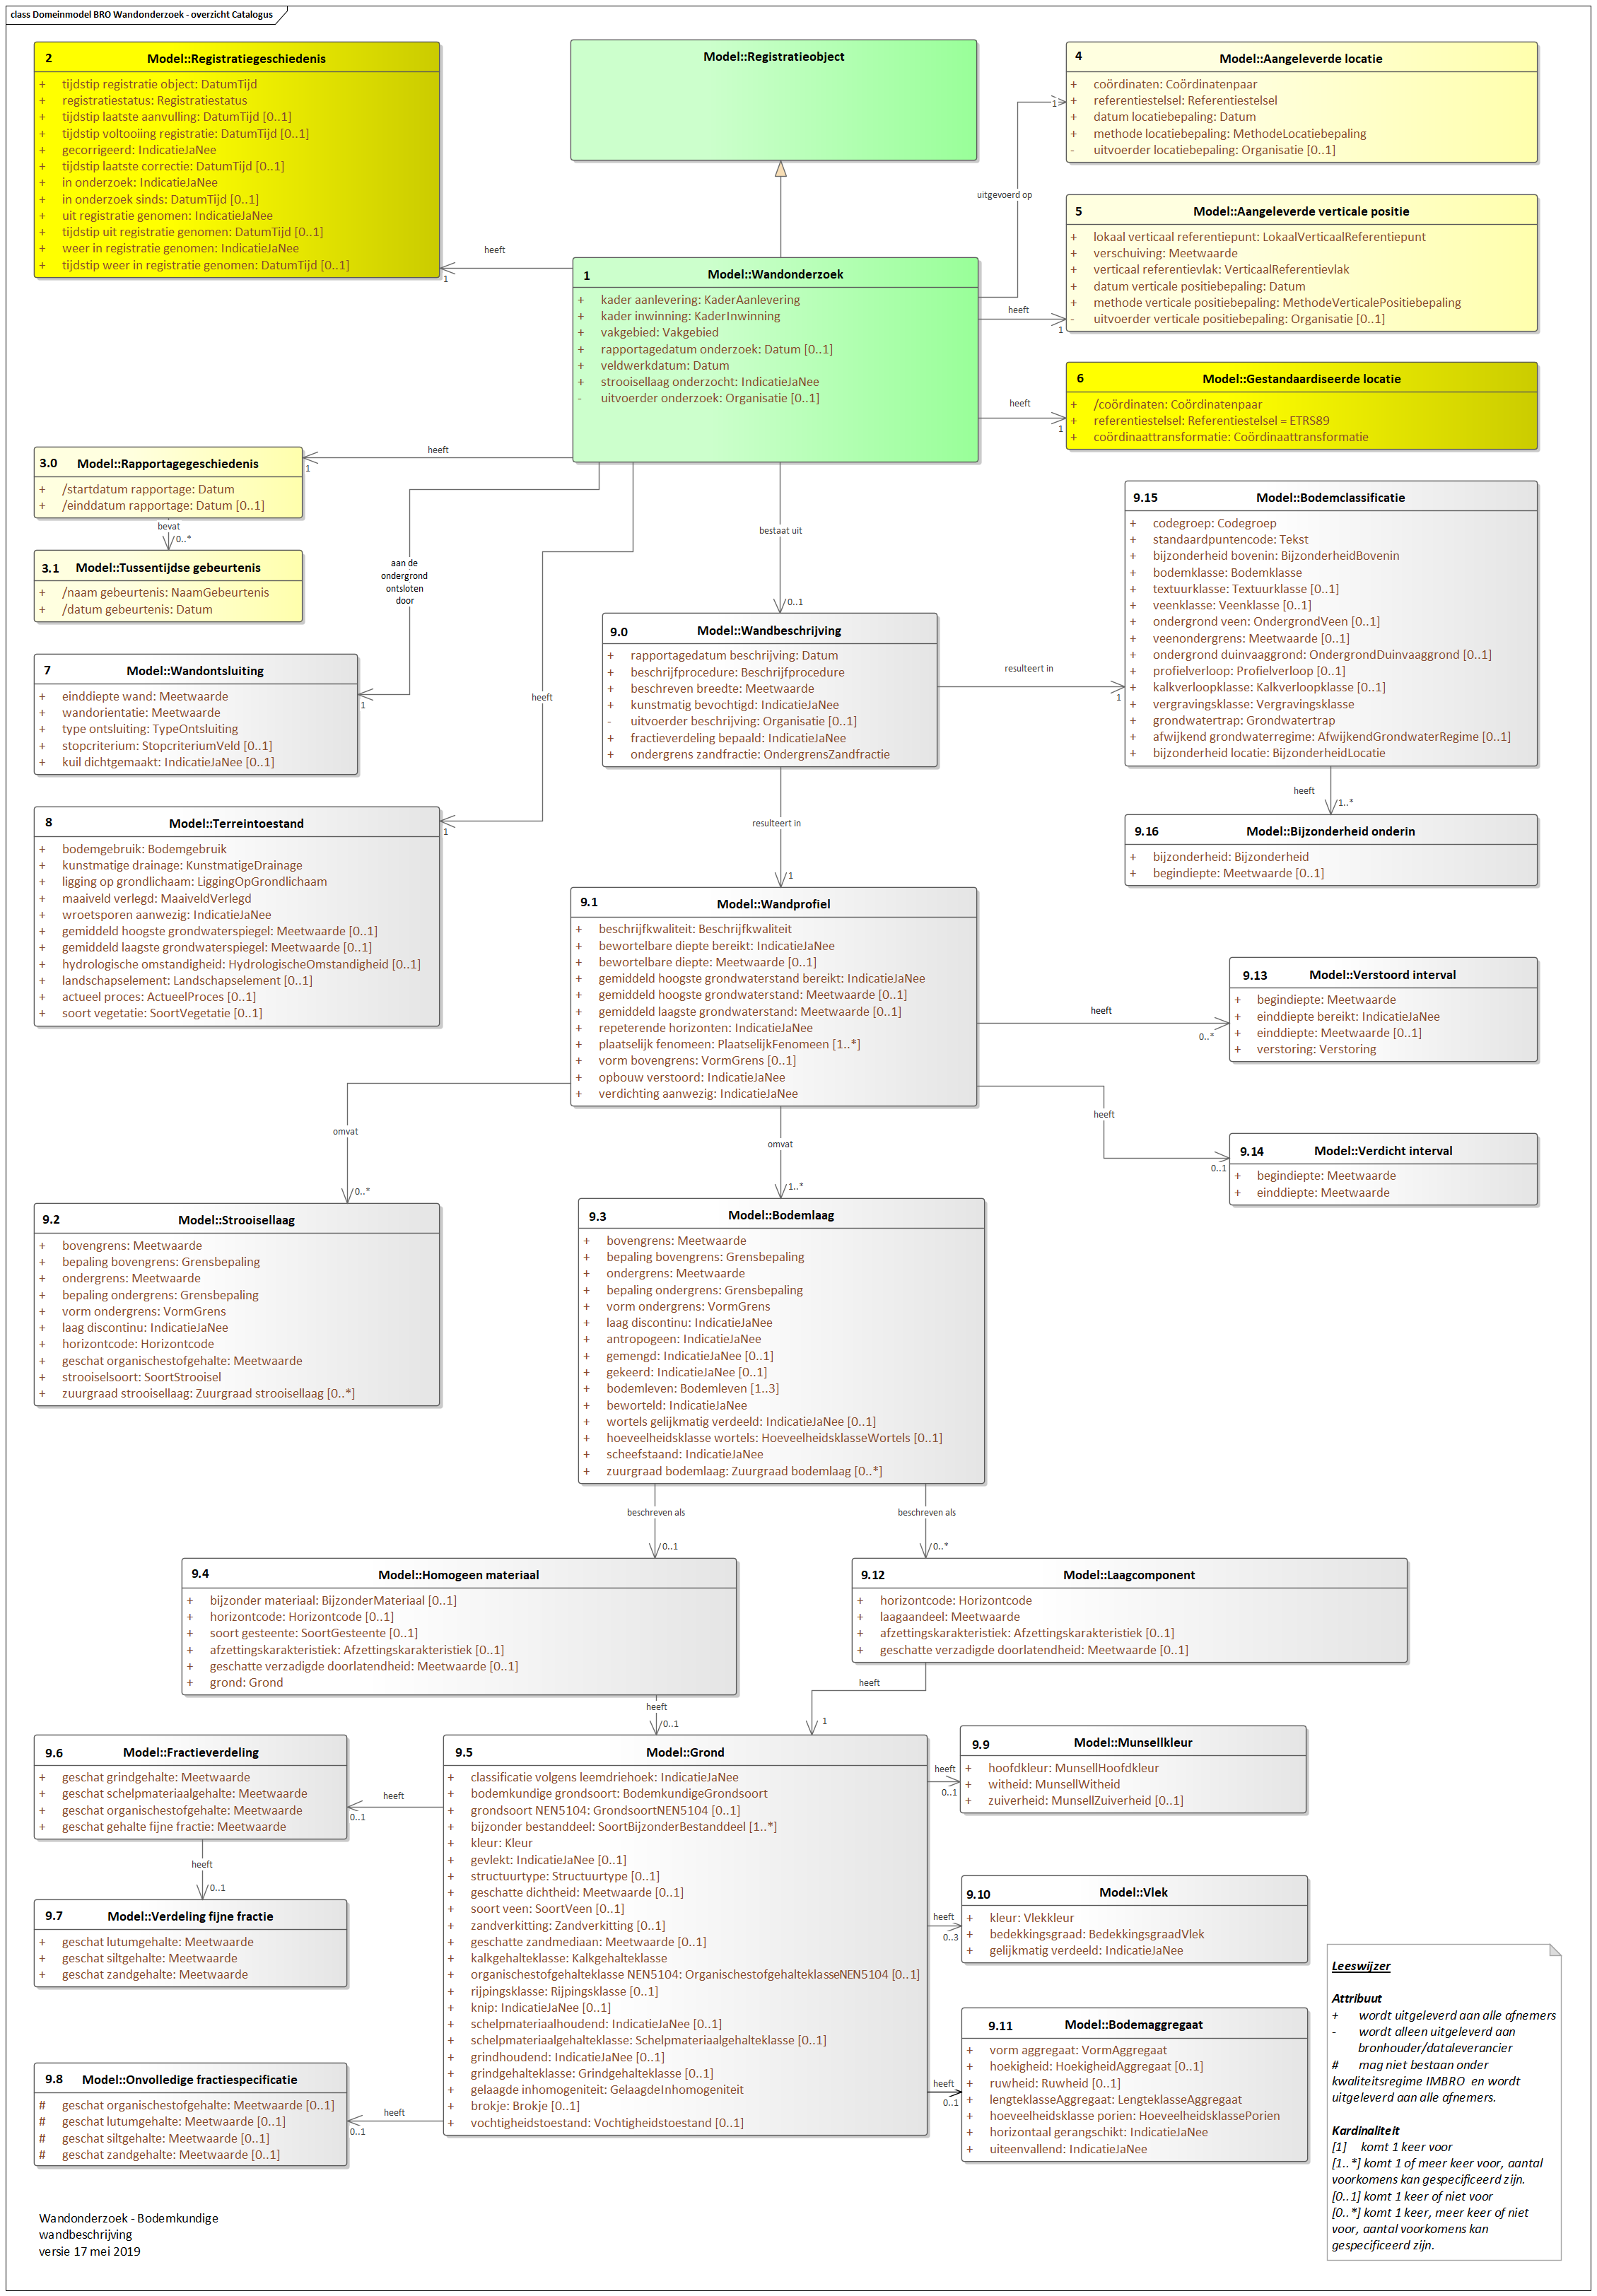 class Domeinmodel BRO Wandonderzoek - overzicht Catalogus
2 Model::Registratiegeschiedenis
+ tijdstip registratie object: DatumTijd
+ registratiestatus: Registratiestatus
+ tijdstip laatste aanvulling: DatumTijd [0..1]
+ tijdstip voltooiing registratie: DatumTijd [0..1]
+ gecorrigeerd: IndicatieJaNee
+ tijdstip laatste correctie: DatumTijd [0..1]
+ in onderzoek: IndicatieJaNee
+ in onderzoek sinds: DatumTijd [0..1]
+ uit registratie genomen: IndicatieJaNee
+ tijdstip uit registratie genomen: DatumTijd [0..1]
+ weer in registratie genomen: IndicatieJaNee
+ tijdstip weer in registratie genomen: DatumTijd [0..1]
Model::Registratieobject
4 Model::Aangeleverde locatie
+ coördinaten: Coördinatenpaar
+ referentiestelsel: Referentiestelsel
+ datum locatiebepaling: Datum
+ methode locatiebepaling: MethodeLocatiebepaling
- uitvoerder locatiebepaling: Organisatie [0..1]
1
uitgevoerd op
5 Model::Aangeleverde verticale positie
+ lokaal verticaal referentiepunt: LokaalVerticaalReferentiepunt
+ verschuiving: Meetwaarde
+ verticaal referentievlak: VerticaalReferentievlak
+ datum verticale positiebepaling: Datum
+ methode verticale positiebepaling: MethodeVerticalePositiebepaling
- uitvoerder verticale positiebepaling: Organisatie [0..1]
heeft
1
heeft
1
1 Model::Wandonderzoek
+ kader aanlevering: KaderAanlevering
+ kader inwinning: KaderInwinning
+ vakgebied: Vakgebied
+ rapportagedatum onderzoek: Datum [0..1]
+ veldwerkdatum: Datum
+ strooisellaag onderzocht: IndicatieJaNee
- uitvoerder onderzoek: Organisatie [0..1]
6 Model::Gestandaardiseerde locatie
+ /coördinaten: Coördinatenpaar
+ referentiestelsel: Referentiestelsel = ETRS89
+ coördinaattransformatie: Coördinaattransformatie
heeft
1
3.0 Model::Rapportagegeschiedenis
+ /startdatum rapportage: Datum
+ /einddatum rapportage: Datum [0..1]
heeft
1
bevat
0..*
3.1 Model::Tussentijdse gebeurtenis
+ /naam gebeurtenis: NaamGebeurtenis
+ /datum gebeurtenis: Datum
aan de
ondergrond
ontsloten
door
1
7 Model::Wandontsluiting
+ einddiepte wand: Meetwaarde
+ wandorientatie: Meetwaarde
+ type ontsluiting: TypeOntsluiting
+ stopcriterium: StopcriteriumVeld [0..1]
+ kuil dichtgemaakt: IndicatieJaNee [0..1]
heeft
1
8 Model::Terreintoestand
+ bodemgebruik: Bodemgebruik
+ kunstmatige drainage: KunstmatigeDrainage
+ ligging op grondlichaam: LiggingOpGrondlichaam
+ maaiveld verlegd: MaaiveldVerlegd
+ wroetsporen aanwezig: IndicatieJaNee
+ gemiddeld hoogste grondwaterspiegel: Meetwaarde [0..1]
+ gemiddeld laagste grondwaterspiegel: Meetwaarde [0..1]
+ hydrologische omstandigheid: HydrologischeOmstandigheid [0..1]
+ landschapselement: Landschapselement [0..1]
+ actueel proces: ActueelProces [0..1]
+ soort vegetatie: SoortVegetatie [0..1]
bestaat uit
0..1
9.0 Model::Wandbeschrijving
+ rapportagedatum beschrijving: Datum
+ beschrijfprocedure: Beschrijfprocedure
+ beschreven breedte: Meetwaarde
+ kunstmatig bevochtigd: IndicatieJaNee
- uitvoerder beschrijving: Organisatie [0..1]
+ fractieverdeling bepaald: IndicatieJaNee
+ ondergrens zandfractie: OndergrensZandfractie
resulteert in
1
9.15 Model::Bodemclassificatie
+ codegroep: Codegroep
+ standaardpuntencode: Tekst
+ bijzonderheid bovenin: BijzonderheidBovenin
+ bodemklasse: Bodemklasse
+ textuurklasse: Textuurklasse [0..1]
+ veenklasse: Veenklasse [0..1]
+ ondergrond veen: OndergrondVeen [0..1]
+ veenondergrens: Meetwaarde [0..1]
+ ondergrond duinvaaggrond: OndergrondDuinvaaggrond [0..1]
+ profielverloop: Profielverloop [0..1]
+ kalkverloopklasse: Kalkverloopklasse [0..1]
+ vergravingsklasse: Vergravingsklasse
+ grondwatertrap: Grondwatertrap
+ afwijkend grondwaterregime: AfwijkendGrondwaterRegime [0..1]
+ bijzonderheid locatie: BijzonderheidLocatie
heeft
1..*
9.16 Model::Bijzonderheid onderin
+ bijzonderheid: Bijzonderheid
+ begindiepte: Meetwaarde [0..1]
resulteert in
1
9.1 Model::Wandprofiel
+ beschrijfkwaliteit: Beschrijfkwaliteit
+ bewortelbare diepte bereikt: IndicatieJaNee
+ bewortelbare diepte: Meetwaarde [0..1]
+ gemiddeld hoogste grondwaterstand bereikt: IndicatieJaNee
+ gemiddeld hoogste grondwaterstand: Meetwaarde [0..1]
+ gemiddeld laagste grondwaterstand: Meetwaarde [0..1]
+ repeterende horizonten: IndicatieJaNee
+ plaatselijk fenomeen: PlaatselijkFenomeen [1..*]
+ vorm bovengrens: VormGrens [0..1]
+ opbouw verstoord: IndicatieJaNee
+ verdichting aanwezig: IndicatieJaNee
heeft
0..*
9.13 Model::Verstoord interval
+ begindiepte: Meetwaarde
+ einddiepte bereikt: IndicatieJaNee
+ einddiepte: Meetwaarde [0..1]
+ verstoring: Verstoring
heeft
0..1
9.14 Model::Verdicht interval
+ begindiepte: Meetwaarde
+ einddiepte: Meetwaarde
omvat
0..*
9.2 Model::Strooisellaag
+ bovengrens: Meetwaarde
+ bepaling bovengrens: Grensbepaling
+ ondergrens: Meetwaarde
+ bepaling ondergrens: Grensbepaling
+ vorm ondergrens: VormGrens
+ laag discontinu: IndicatieJaNee
+ horizontcode: Horizontcode
+ geschat organischestofgehalte: Meetwaarde
+ strooiselsoort: SoortStrooisel
+ zuurgraad strooisellaag: Zuurgraad strooisellaag [0..*]
omvat
1..*
9.3 Model::Bodemlaag
+ bovengrens: Meetwaarde
+ bepaling bovengrens: Grensbepaling
+ ondergrens: Meetwaarde
+ bepaling ondergrens: Grensbepaling
+ vorm ondergrens: VormGrens
+ laag discontinu: IndicatieJaNee
+ antropogeen: IndicatieJaNee
+ gemengd: IndicatieJaNee [0..1]
+ gekeerd: IndicatieJaNee [0..1]
+ bodemleven: Bodemleven [1..3]
+ beworteld: IndicatieJaNee
+ wortels gelijkmatig verdeeld: IndicatieJaNee [0..1]
+ hoeveelheidsklasse wortels: HoeveelheidsklasseWortels [0..1]
+ scheefstaand: IndicatieJaNee
+ zuurgraad bodemlaag: Zuurgraad bodemlaag [0..*]
beschreven als
0..1
beschreven als
0..*
9.4 Model::Homogeen materiaal
+ bijzonder materiaal: BijzonderMateriaal [0..1]
+ horizontcode: Horizontcode [0..1]
+ soort gesteente: SoortGesteente [0..1]
+ afzettingskarakteristiek: Afzettingskarakteristiek [0..1]
+ geschatte verzadigde doorlatendheid: Meetwaarde [0..1]
+ grond: Grond
9.12 Model::Laagcomponent
+ horizontcode: Horizontcode
+ laagaandeel: Meetwaarde
+ afzettingskarakteristiek: Afzettingskarakteristiek [0..1]
+ geschatte verzadigde doorlatendheid: Meetwaarde [0..1]
heeft
0..1
heeft
1
9.6 Model::Fractieverdeling
+ geschat grindgehalte: Meetwaarde
+ geschat schelpmateriaalgehalte: Meetwaarde
+ geschat organischestofgehalte: Meetwaarde
+ geschat gehalte fijne fractie: Meetwaarde
heeft
0..1
heeft
0..1
9.7 Model::Verdeling fijne fractie
+ geschat lutumgehalte: Meetwaarde
+ geschat siltgehalte: Meetwaarde
+ geschat zandgehalte: Meetwaarde
9.8 Model::Onvolledige fractiespecificatie
# geschat organischestofgehalte: Meetwaarde [0..1]
# geschat lutumgehalte: Meetwaarde [0..1]
# geschat siltgehalte: Meetwaarde [0..1]
# geschat zandgehalte: Meetwaarde [0..1]
heeft
0..1
9.5 Model::Grond
+ classificatie volgens leemdriehoek: IndicatieJaNee
+ bodemkundige grondsoort: BodemkundigeGrondsoort
+ grondsoort NEN5104: GrondsoortNEN5104 [0..1]
+ bijzonder bestanddeel: SoortBijzonderBestanddeel [1..*]
+ kleur: Kleur
+ gevlekt: IndicatieJaNee [0..1]
+ structuurtype: Structuurtype [0..1]
+ geschatte dichtheid: Meetwaarde [0..1]
+ soort veen: SoortVeen [0..1]
+ zandverkitting: Zandverkitting [0..1]
+ geschatte zandmediaan: Meetwaarde [0..1]
+ kalkgehalteklasse: Kalkgehalteklasse
+ organischestofgehalteklasse NEN5104: OrganischestofgehalteklasseNEN5104 [0..1]
+ rijpingsklasse: Rijpingsklasse [0..1]
+ knip: IndicatieJaNee [0..1]
+ schelpmateriaalhoudend: IndicatieJaNee [0..1]
+ schelpmateriaalgehalteklasse: Schelpmateriaalgehalteklasse [0..1]
+ grindhoudend: IndicatieJaNee [0..1]
+ grindgehalteklasse: Grindgehalteklasse [0..1]
+ gelaagde inhomogeniteit: GelaagdeInhomogeniteit
+ brokje: Brokje [0..1]
+ vochtigheidstoestand: Vochtigheidstoestand [0..1]
heeft
0..1
9.9 Model::Munsellkleur
+ hoofdkleur: MunsellHoofdkleur
+ witheid: MunsellWitheid
+ zuiverheid: MunsellZuiverheid [0..1]
heeft
0..3
9.10 Model::Vlek
+ kleur: Vlekkleur
+ bedekkingsgraad: BedekkingsgraadVlek
+ gelijkmatig verdeeld: IndicatieJaNee
heeft
0..1
9.11 Model::Bodemaggregaat
+ vorm aggregaat: VormAggregaat
+ hoekigheid: HoekigheidAggregaat [0..1]
+ ruwheid: Ruwheid [0..1]
+ lengteklasseAggregaat: LengteklasseAggregaat
+ hoeveelheidsklasse porien: HoeveelheidsklassePorien
+ horizontaal gerangschikt: IndicatieJaNee
+ uiteenvallend: IndicatieJaNee
Leeswijzer
Attribuut
+ wordt uitgeleverd aan alle afnemers
- wordt alleen uitgeleverd aan
bronhouder/dataleverancier
# mag niet bestaan onder
kwaliteitsregime IMBRO en wordt
uitgeleverd aan alle afnemers.
Kardinaliteit
[1] komt 1 keer voor
[1..*] komt 1 of meer keer voor, aantal
voorkomens kan gespecificeerd zijn.
[0..1] komt 1 keer of niet voor
[0..*] komt 1 keer, meer keer of niet
voor, aantal voorkomens kan
gespecificeerd zijn.
Wandonderzoek - Bodemkundige
wandbeschrijving
versie 17 mei 2019